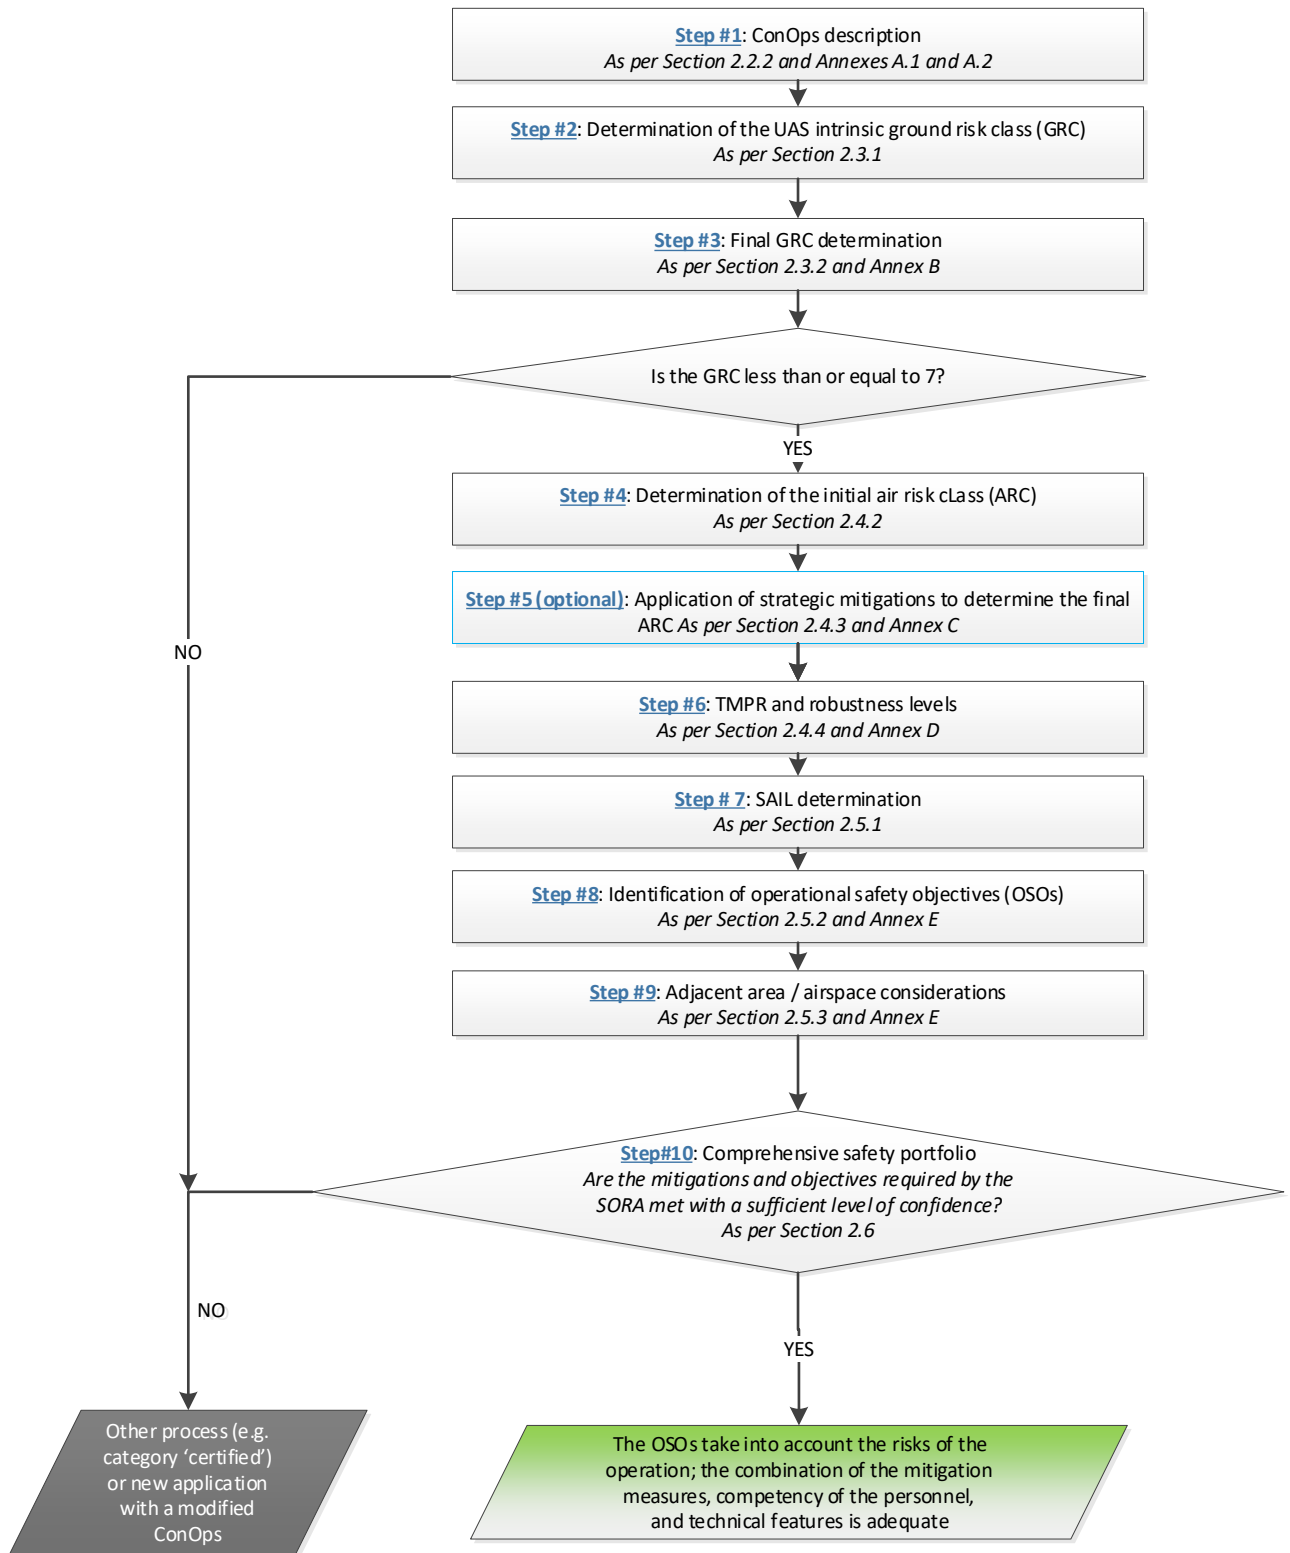 Step #1: ConOps description
As per Section 2.2.2 and Annexes A.1 and A.2
Step #2: Determination of the UAS intrinsic ground risk class (GRC)
As per Section 2.3.1
Step #3: Final GRC determination
As per Section 2.3.2 and Annex B
Is the GRC less than or equal to 7?
YES
Step #4: Determination of the initial air risk cLass (ARC)
As per Section 2.4.2
Step #5 (optional): Application of strategic mitigations to determine the final
ARC As per Section 2.4.3 and Annex C
NO
Step #6: TMPR and robustness levels
As per Section 2.4.4 and Annex D
Step # 7: SAIL determination
As per Section 2.5.1
Step #8: Identification of operational safety objectives (OSOs)
As per Section 2.5.2 and Annex E
Step #9: Adjacent area / airspace considerations
As per Section 2.5.3 and Annex E
Step#10: Comprehensive safety portfolio
Are the mitigations and objectives required by the
SORA met with a sufficient level of confidence?
As per Section 2.6
NO
YES
Other process (e.g.
category ‘certified’)
or new application
with a modified
ConOps
The OSOs take into account the risks of the
operation; the combination of the mitigation
measures, competency of the personnel,
and technical features is adequate